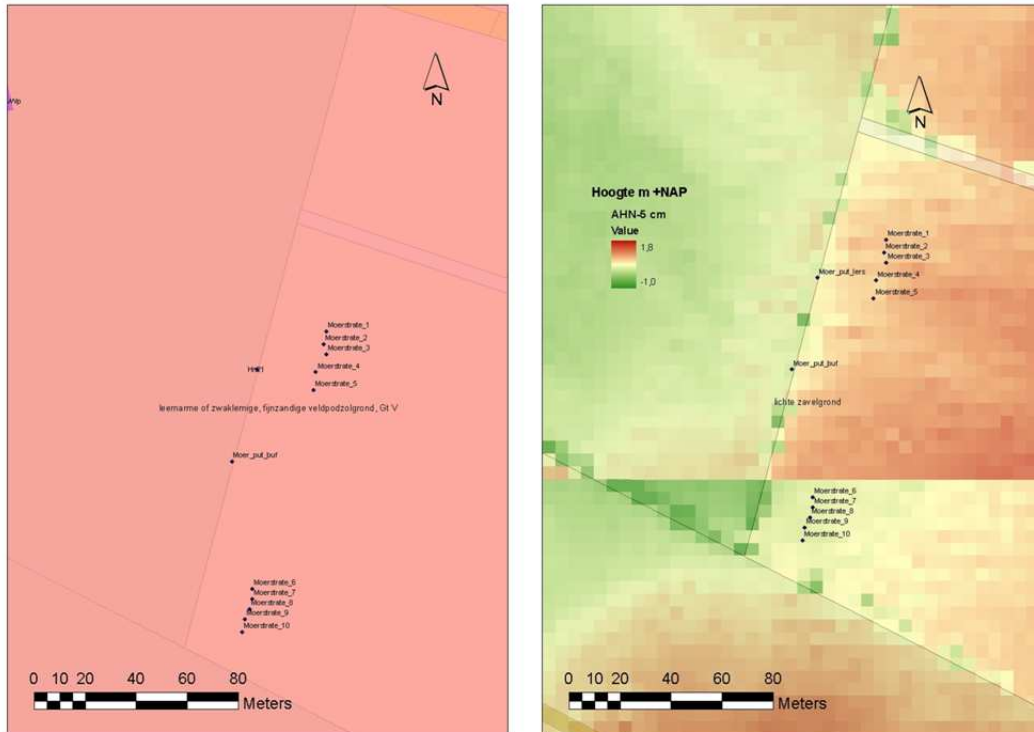 N
Moerstrate_1
Moerstrate_2
Moerstrate_3
Moerstrate_4
Moerstrate_5
leemarme of zwaklemige, fijnzandige veldpodzolgrond, Gt V
Moer_put_buf
Moerstrate_6
Moerstrate_7
Moerstrate_8
Moerstrate_9
Moerstrate_10
0 10 20 40 60 80
Meters
N
Hoogte m +NAP
AHN-5 cm
Value
1,8
-1,0
Moerstrate_1
Moerstrate_2
Moerstrate_3
Moer_put_lers
Moerstrate_4
Moerstrate_5
Moer_put_buf
lichte zavelgrond
Moerstrate_6
Moerstrate_7
Moerstrate_8
Moerstrate_9
Moerstrate_10
0 10 20 40 60 80
Meters